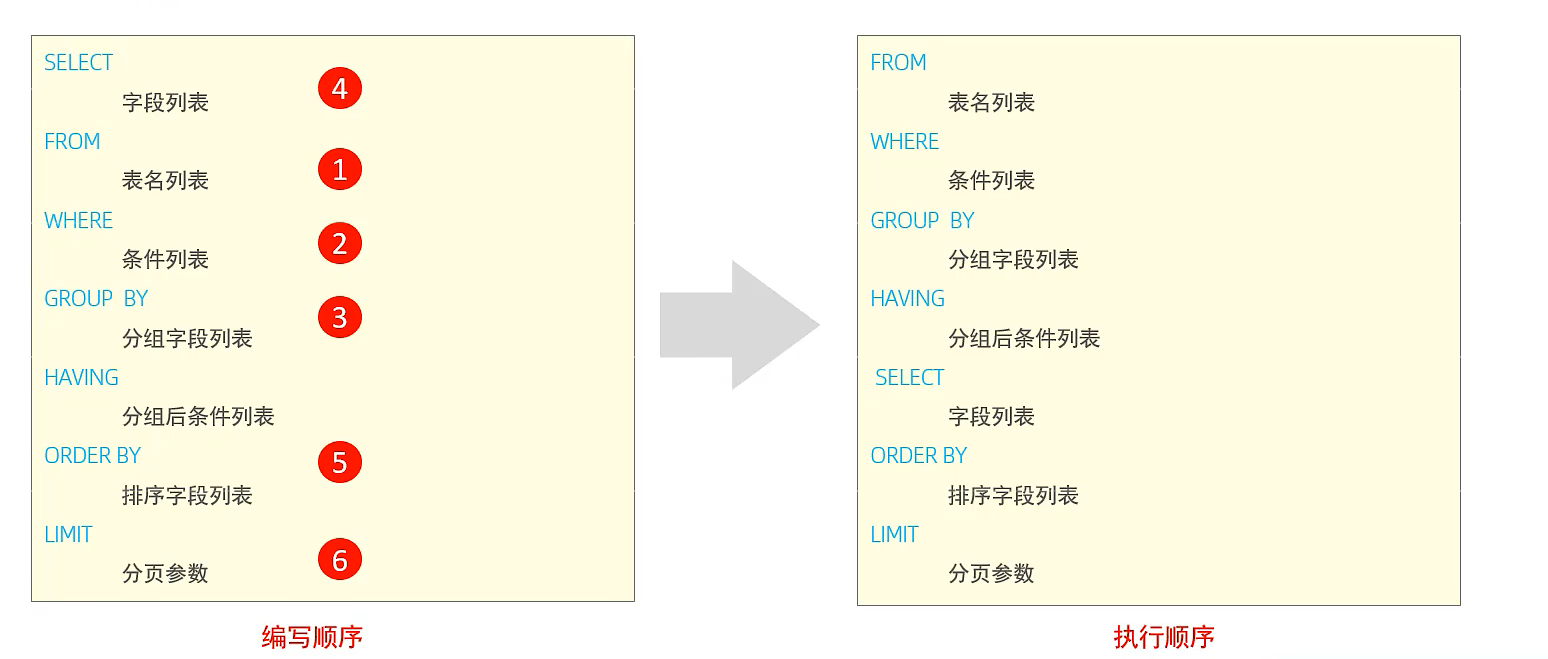 SELECT
字段列表
4
FROM
表名列表
1
WHERE
条件列表
2
GROUP BY
分组字段列表
3
HAVING
分组后条件列表
ORDER BY
排序字段列表
5
LIMIT
分页参数
6
编写顺序
FROM
表名列表
WHERE
条件列表
GROUP BY
分组字段列表
HAVING
分组后条件列表
SELECT
字段列表
ORDER BY
排序字段列表
LIMIT
分页参数
执行顺序